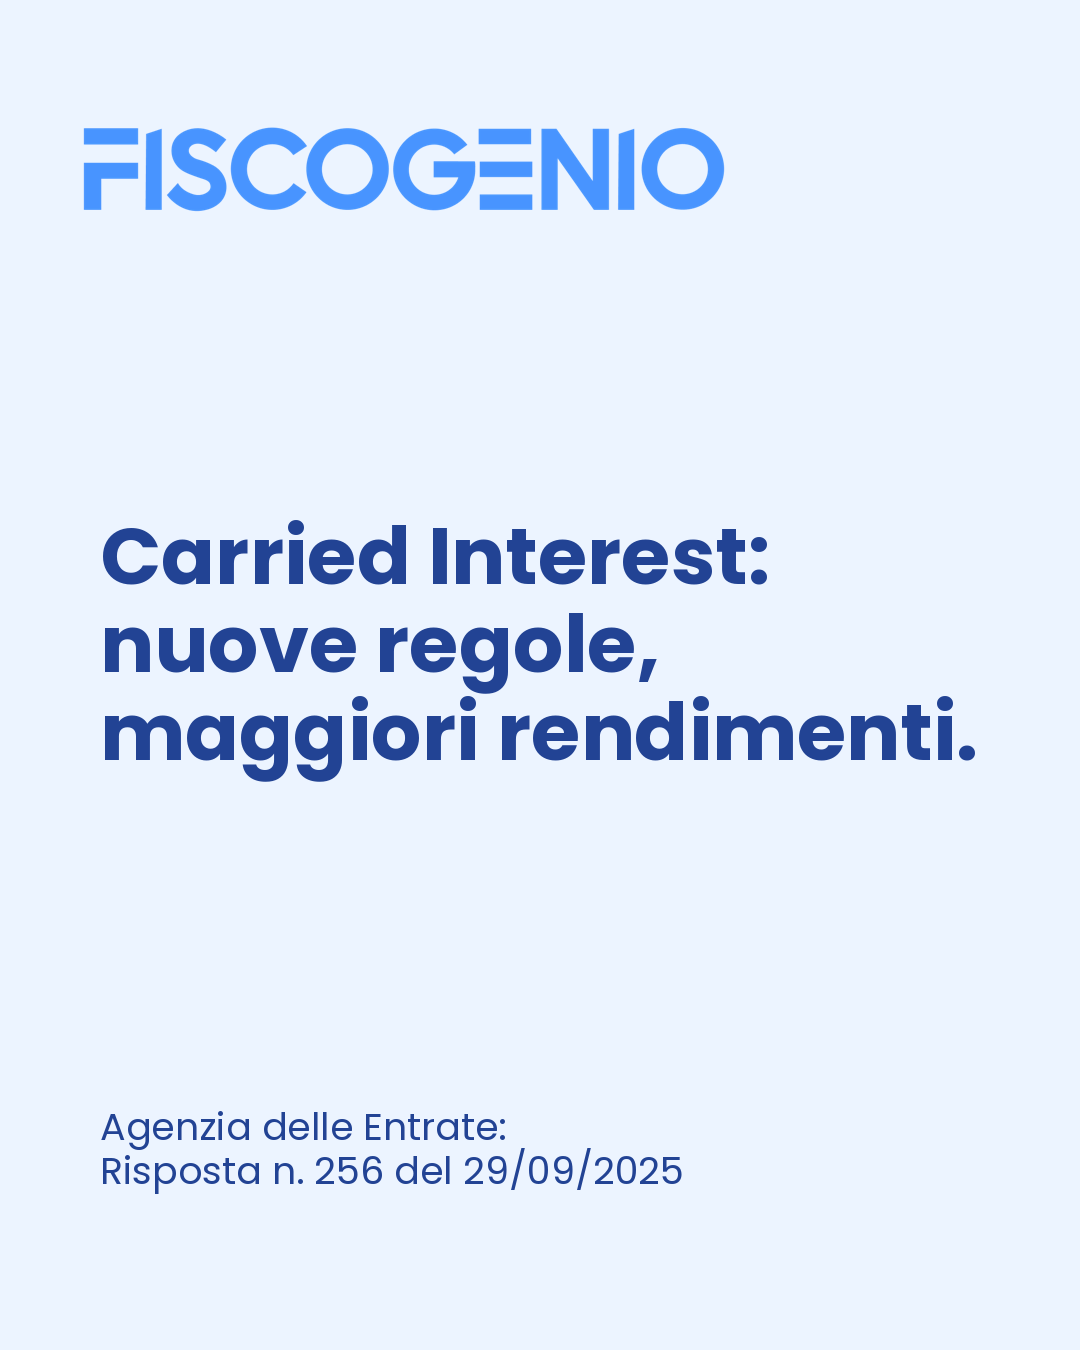 FISCOGENIO
Carried Interest:
nuove regole,
maggiori rendimenti.
Agenzia delle Entrate:
Risposta n. 256 del 29/09/2025